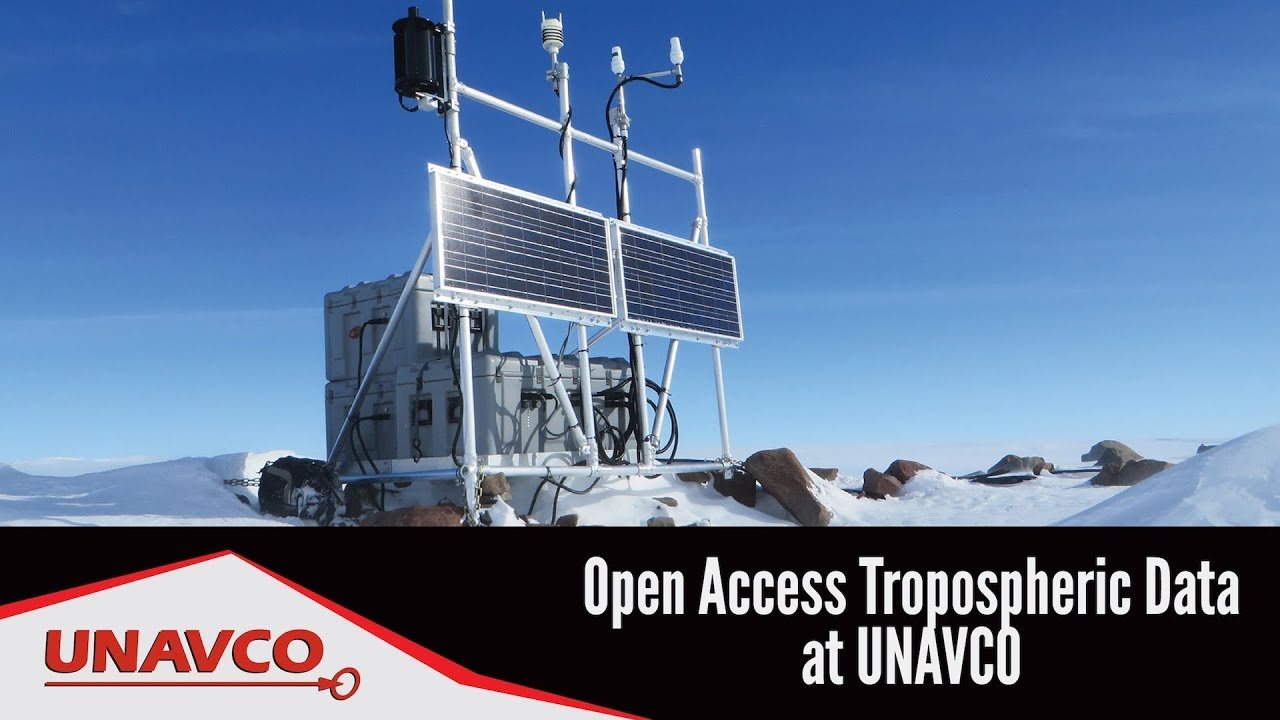 Open Access Tropospheric Data
at UNAVCO
UNAVCO